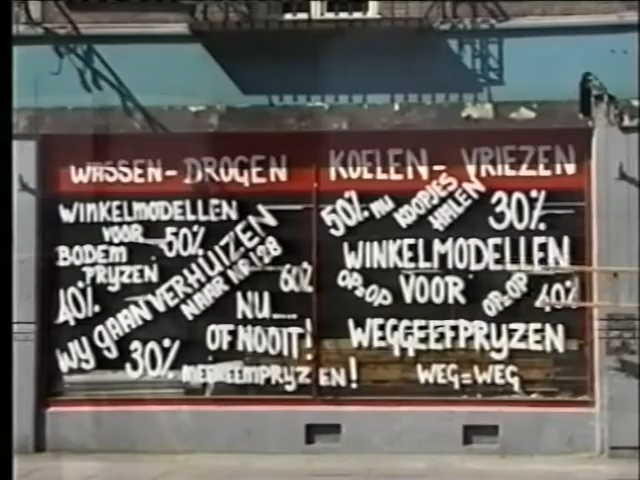 WASSEN - DROGEN
WINKELMODELLEN
VOOR
BODEM
PRYZEN
50%
40%
WY GAAN VERHUIZEN
NAAR NR 128
60%
NU....
OF NOOIT!
30%
MEENEEMPRYZEN!
KOELEN - VRIEZEN
50% NU
KOOPJES
HALEN
30%
WINKELMODELLEN
OP=OP
VOOR
OP=OP
40%
WEGGEEFPRYZEN
WEG=WEG